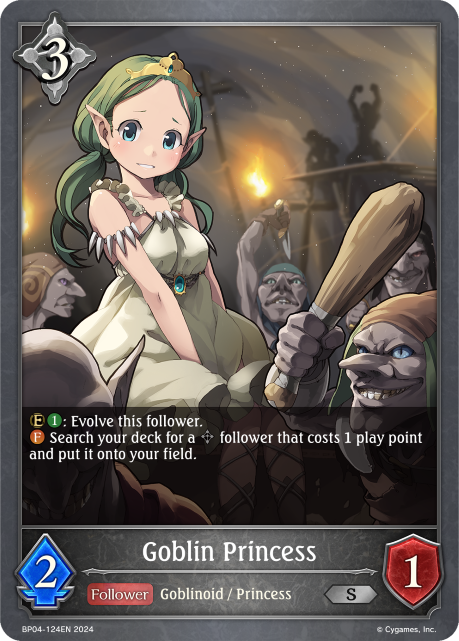 3
E 1 : Evolve this follower.
F Search your deck for a follower that costs 1 play point
and put it onto your field.
Goblin Princess
2
Follower Goblinoid / Princess
S
1
BP04-124EN 2024
© Cygames, Inc.